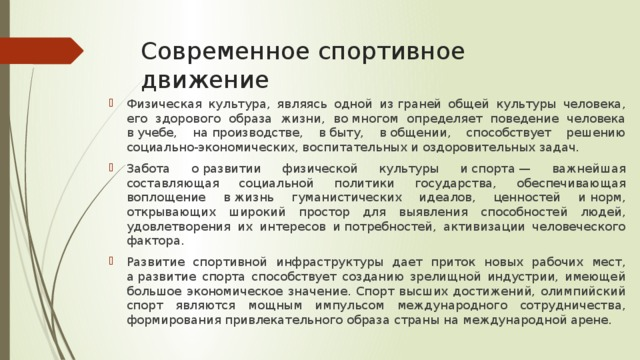 Современное спортивное
движение
Физическая культура, являясь одной из граней общей культуры человека,
его здорового образа жизни, во многом определяет поведение человека
в учебе, на производстве, в быту, в общении, способствует решению
социально-экономических, воспитательных и оздоровительных задач.
Забота о развитии физической культуры и спорта — важнейшая
составляющая социальной политики государства, обеспечивающая
воплощение в жизнь гуманистических идеалов, ценностей и норм,
открывающих широкий простор для выявления способностей людей,
удовлетворения их интересов и потребностей, активизации человеческого
фактора.
Развитие спортивной инфраструктуры дает приток новых рабочих мест,
а развитие спорта способствует созданию зрелищной индустрии, имеющей
большое экономическое значение. Спорт высших достижений, олимпийский
спорт являются мощным импульсом международного сотрудничества,
формирования привлекательного образа страны на международной арене.